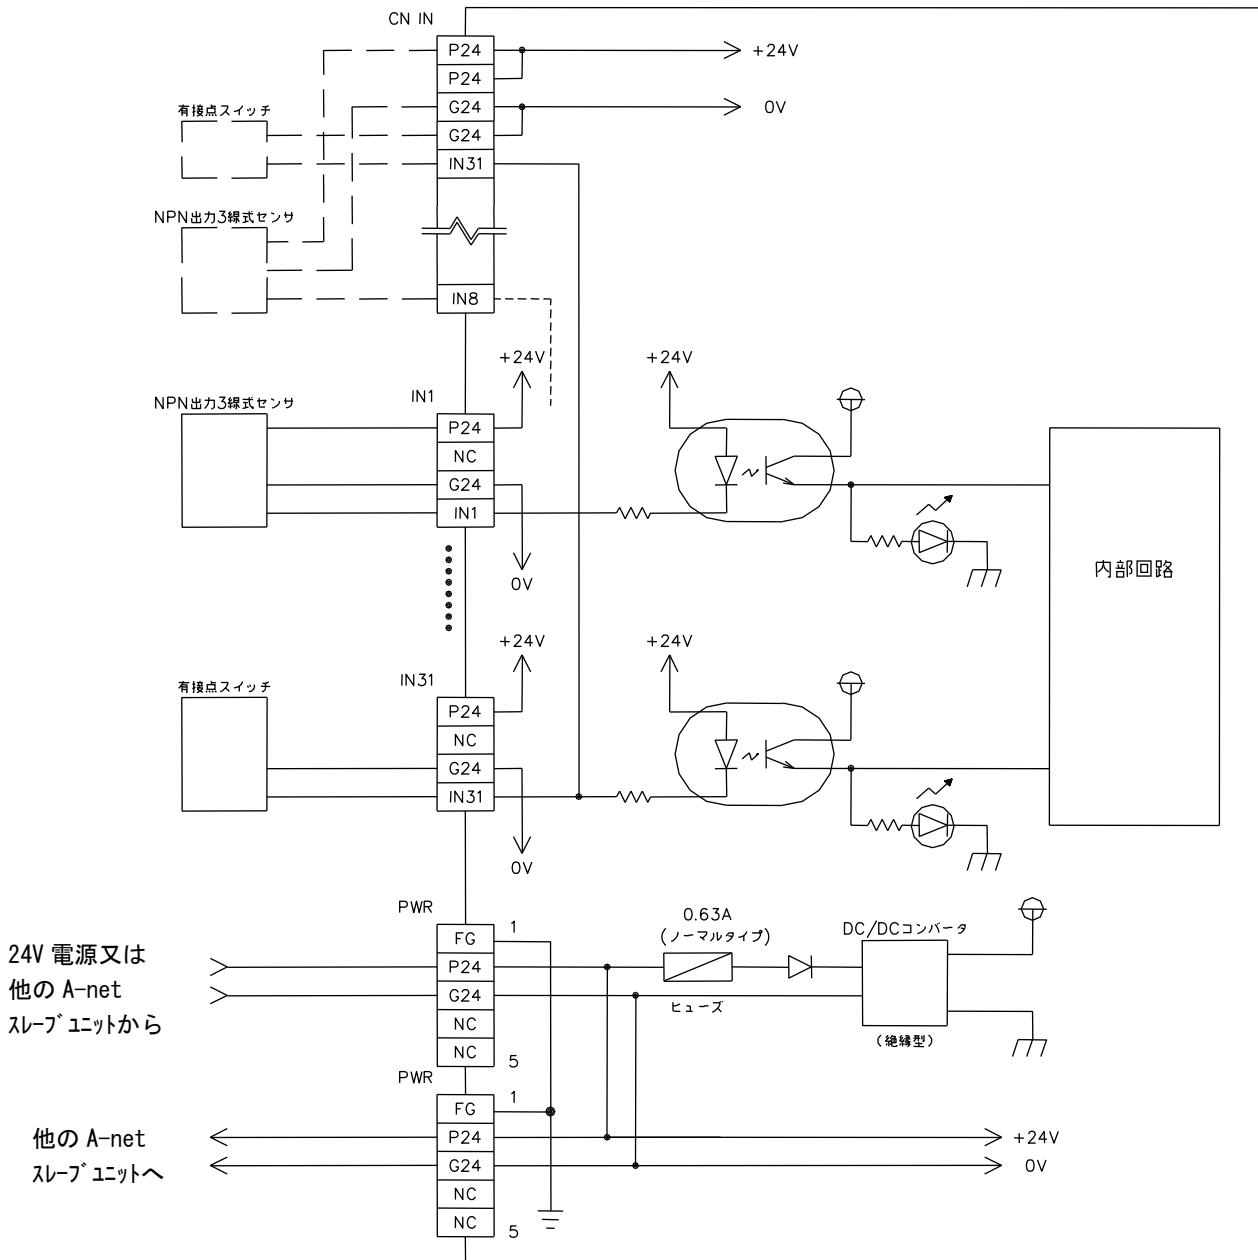 CN IN
P24
+24V
P24
G24
0V
有接点スイッチ
G24
IN31
NPN出力3線式センサ
IN8
+24V
+24V
IN1
NPN出力3線式センサ
P24
NC
G24
IN1
0V
内部回路
+24V
+24V
IN31
有接点スイッチ
P24
NC
G24
IN31
0V
PWR
1
0.63A
(ノーマルタイプ)
DC/DCコンバータ
24V 電源又は
他の A-net
スレーブユニットから
FG
P24
G24
NC
NC
ヒューズ
(絶縁型)
5
PWR
1
他の A-net
スレーブユニットへ
FG
P24
+24V
G24
0V
NC
NC
5